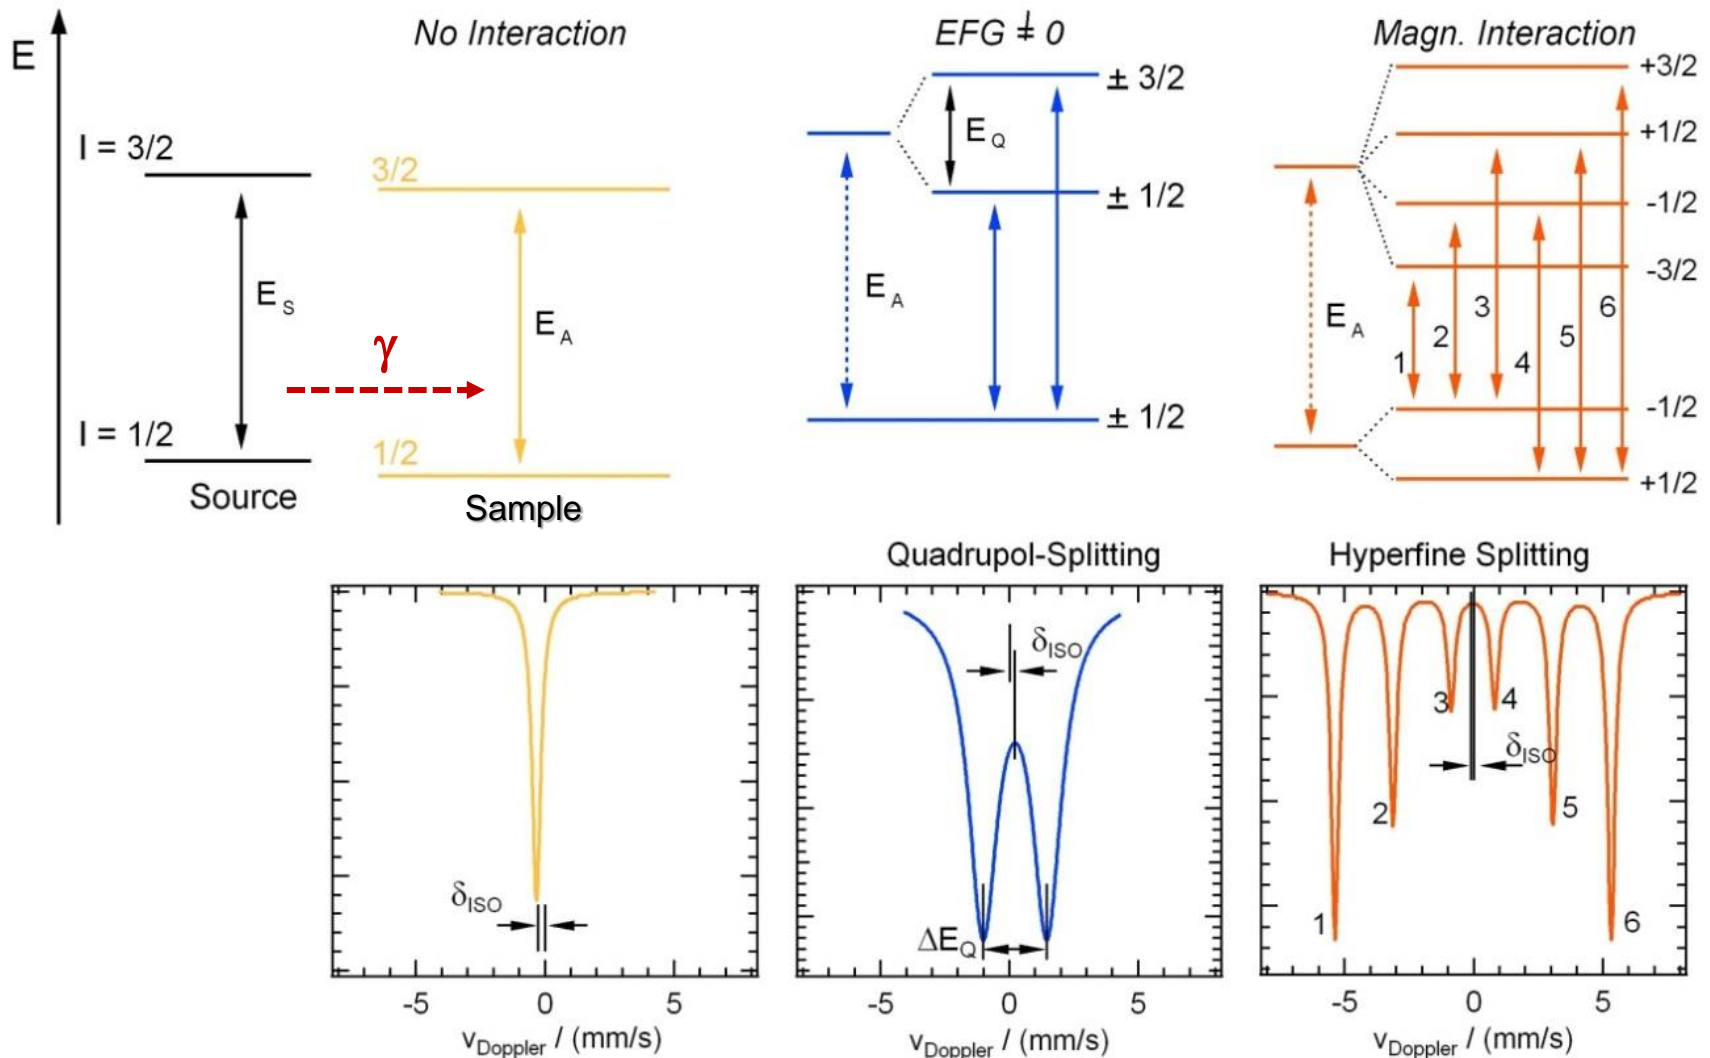 E
No Interaction
EFG ≠ 0
Magn. Interaction
I = 3/2
3/2
E S
E A
γ
I = 1/2
1/2
Source
Sample
± 3/2
E Q
± 1/2
E A
± 1/2
+3/2
+1/2
-1/2
-3/2
E A
1
2
3
4
5
6
-1/2
+1/2
Quadrupol-Splitting
Hyperfine Splitting
δISO
-5 0 5
vDoppler / (mm/s)
δISO
ΔEQ
-5 0 5
vDoppler / (mm/s)
3 4
δISO
2 5
1 6
-5 0 5
vDoppler / (mm/s)